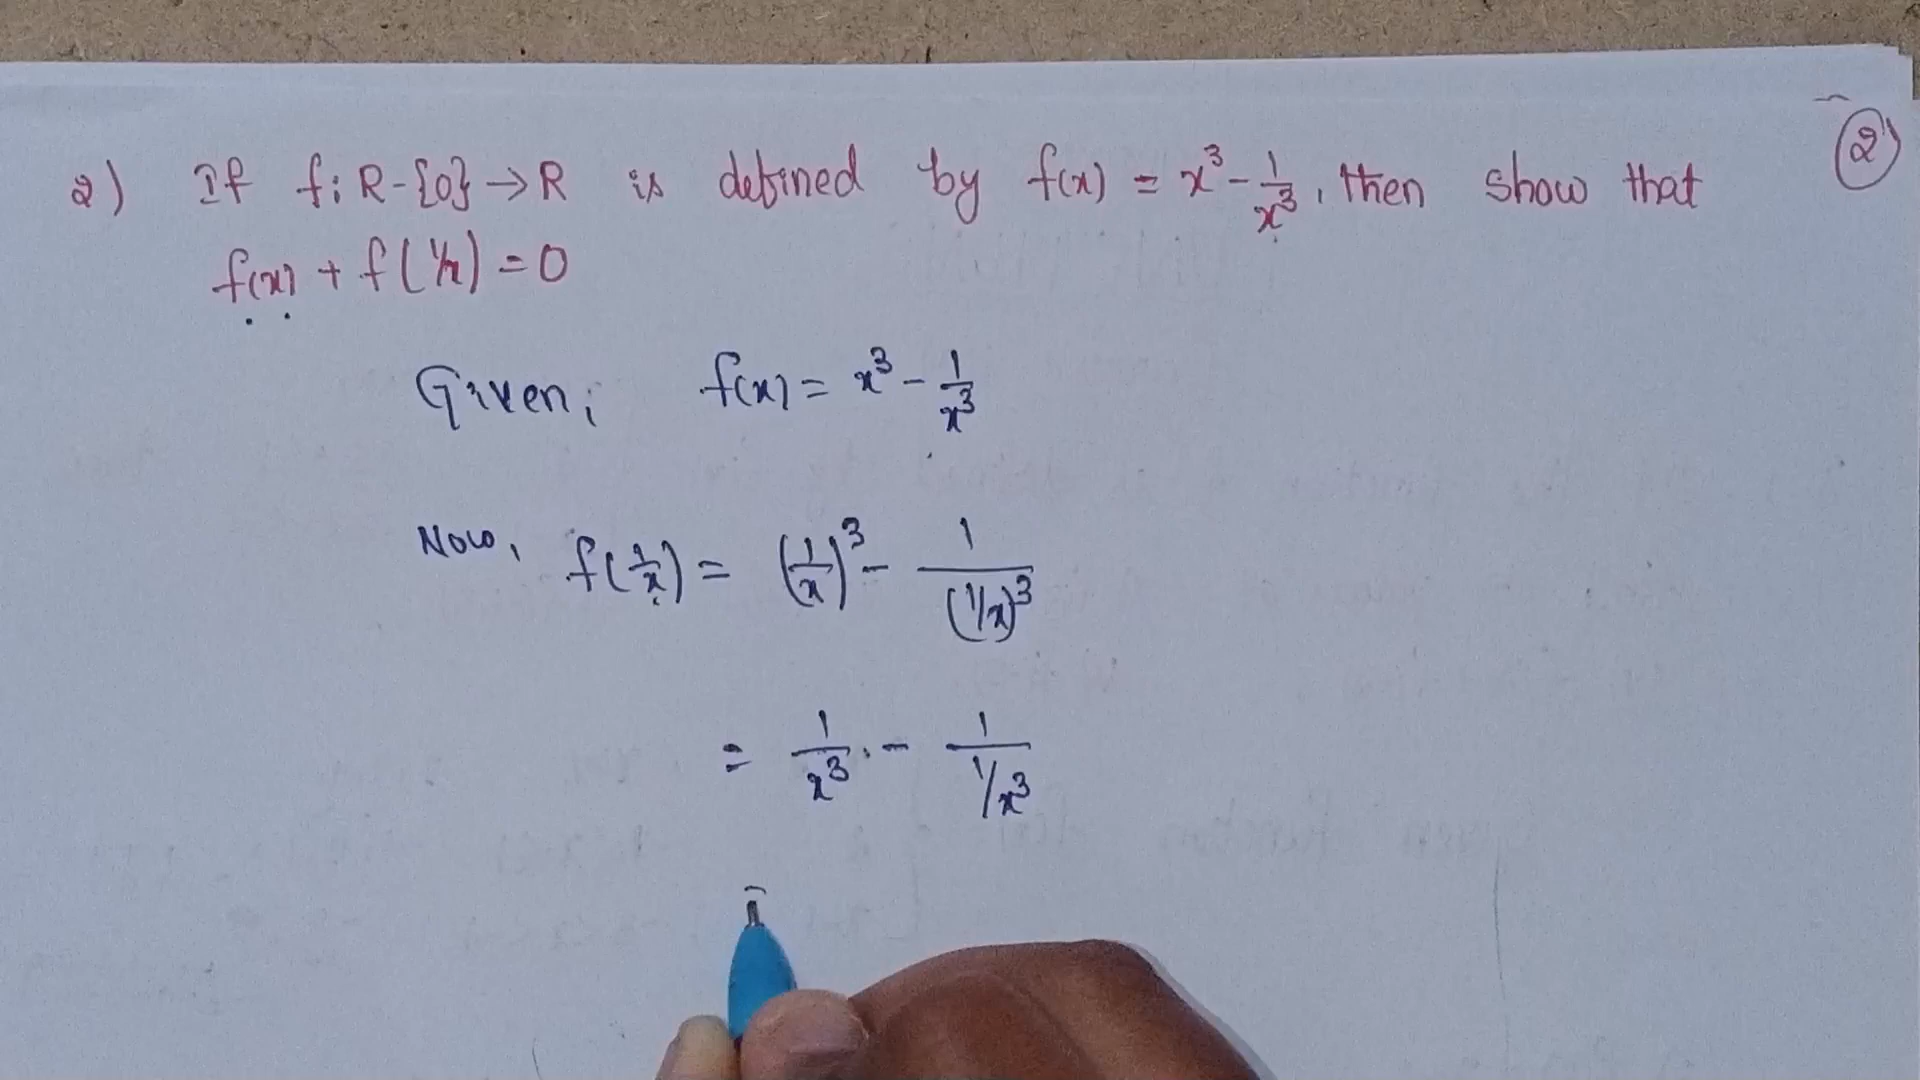 ②
2) If f: R-{0} → R is defined by f(x) = x³ - 1/x³, then show that
f(x) + f(1/x) = 0
Given; f(x) = x³ - 1/x³
Now, f(1/x) = (1/x)³ - 1/(1/x)³
= 1/x³ - 1/(1/x³)